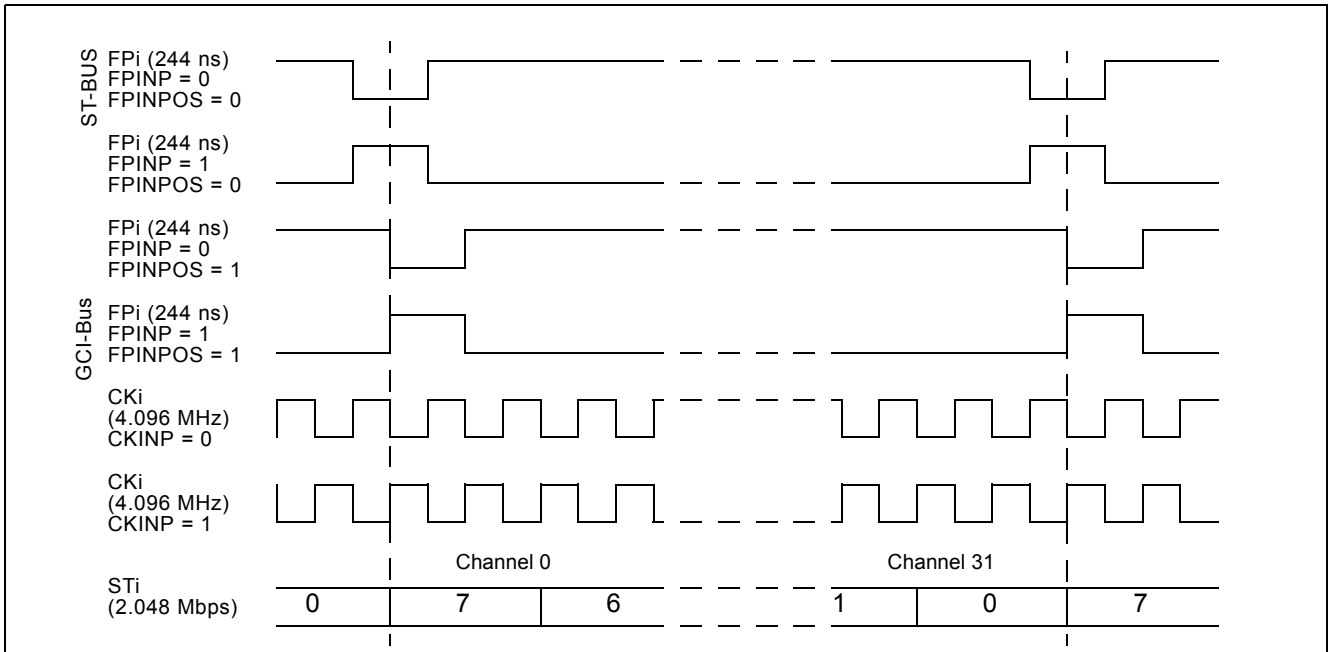 ST-BUS
FPi (244 ns)
FPINP = 0
FPINPOS = 0
FPi (244 ns)
FPINP = 1
FPINPOS = 0
FPi (244 ns)
FPINP = 0
FPINPOS = 1
GCI-Bus
FPi (244 ns)
FPINP = 1
FPINPOS = 1
CKi
(4.096 MHz)
CKINP = 0
CKi
(4.096 MHz)
CKINP = 1
Channel 0 Channel 31
STi
(2.048 Mbps)
0 7 6 1 0 7